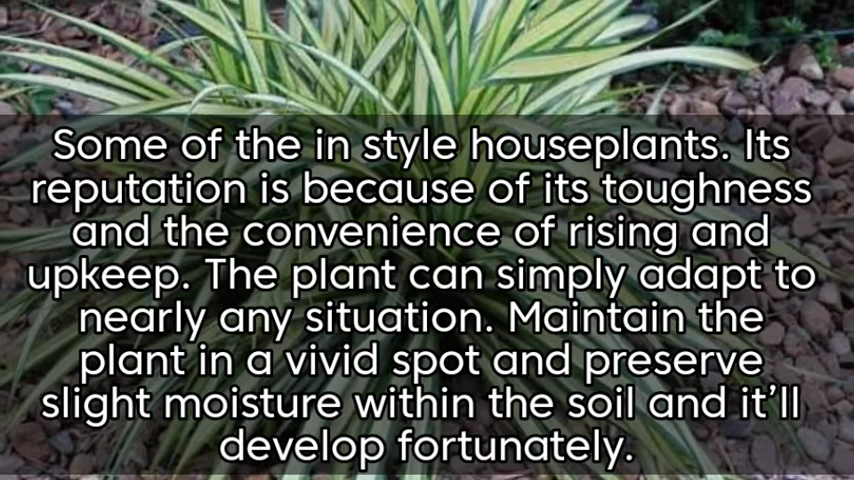 Some of the in style houseplants. Its
reputation is because of its toughness
and the convenience of rising and
upkeep. The plant can simply adapt to
nearly any situation. Maintain the
plant in a vivid spot and preserve
slight moisture within the soil and it’ll
develop fortunately.